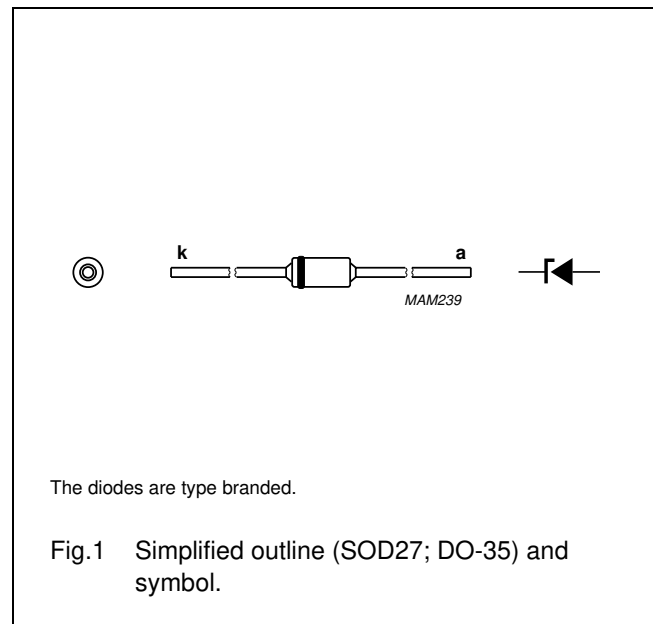 k
a
MAM239
The diodes are type branded.
Fig.1 Simplified outline (SOD27; DO-35) and
symbol.